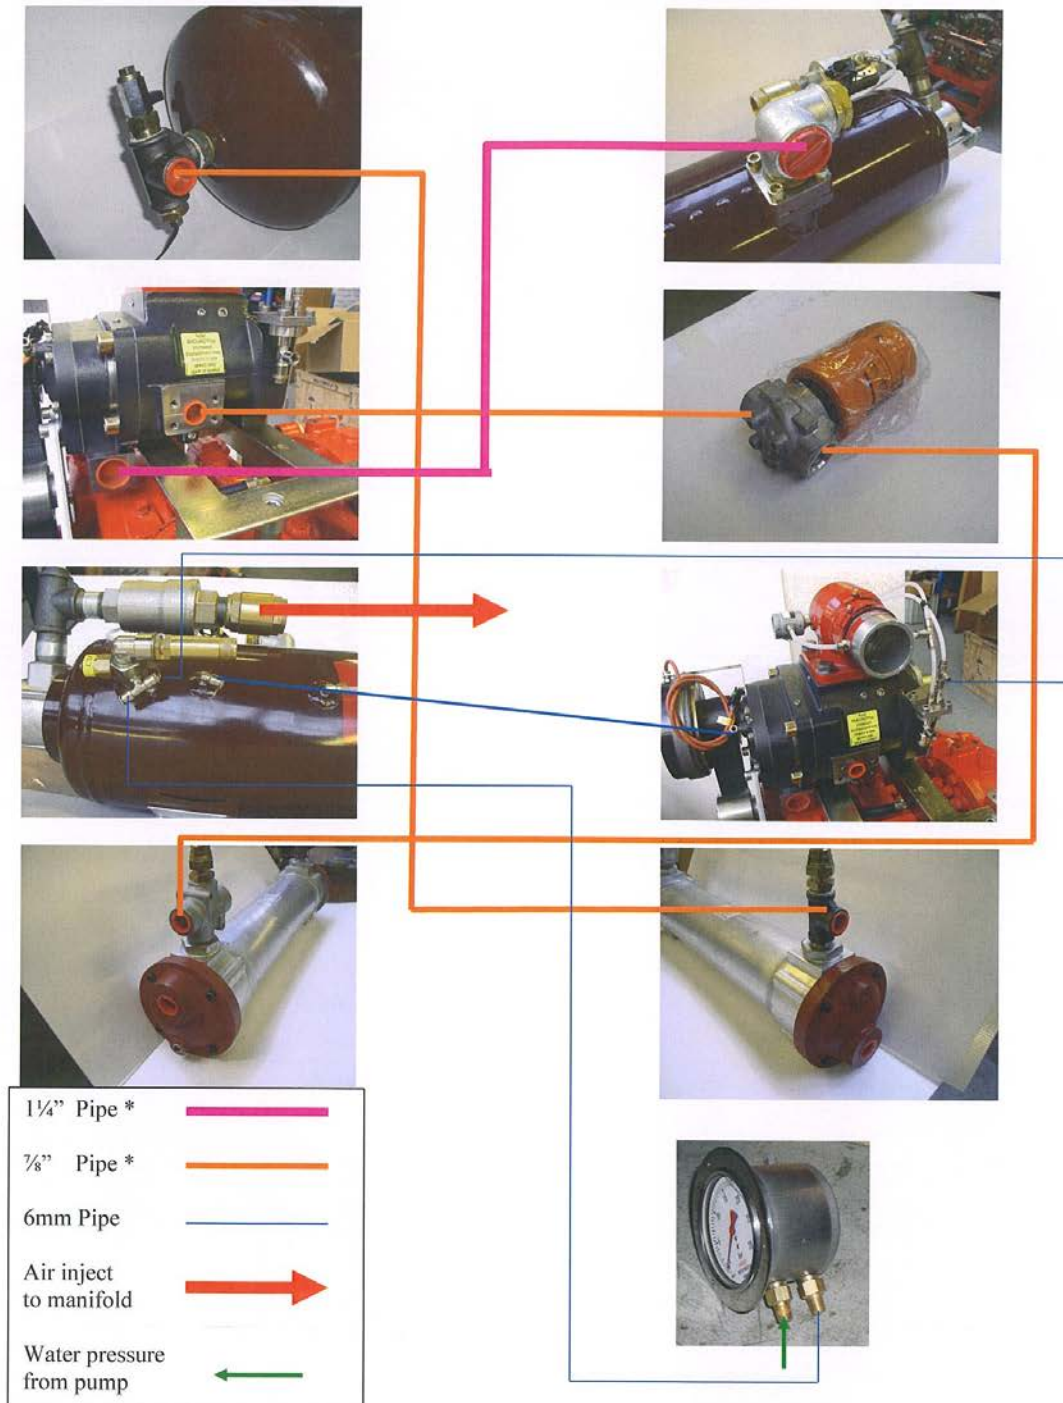 1¼” Pipe *
⅞” Pipe *
6mm Pipe
Air inject
to manifold
Water pressure
from pump